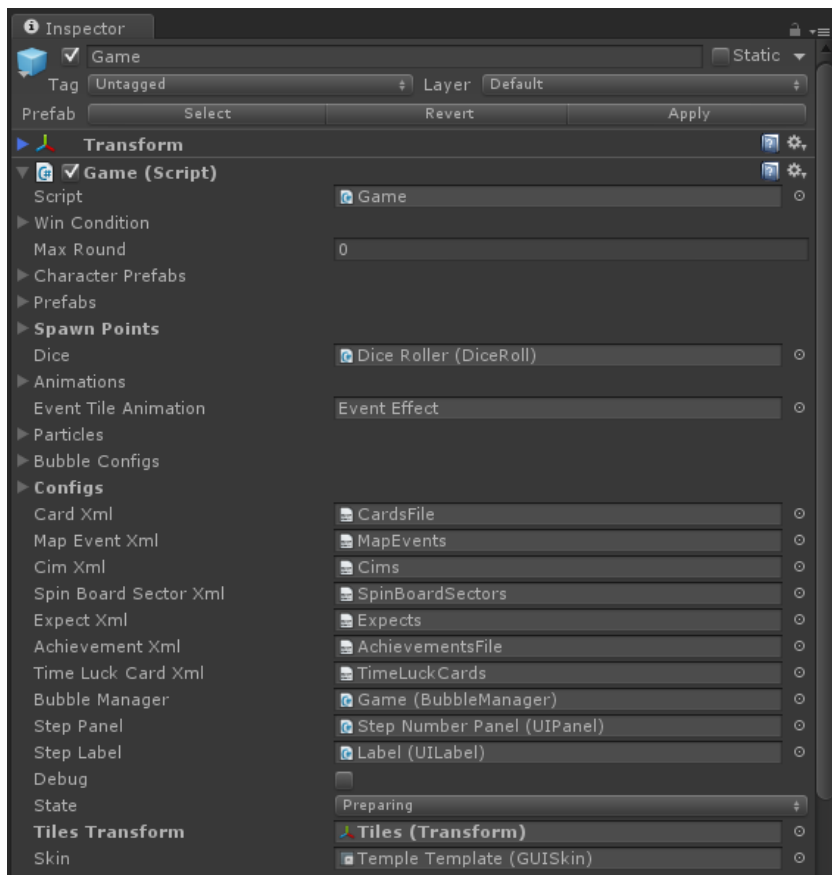 Inspector
Game Static
Tag Untagged Layer Default
Prefab Select Revert Apply
Transform
Game (Script)
Script Game
Win Condition
Max Round 0
Character Prefabs
Prefabs
Spawn Points
Dice Dice Roller (DiceRoll)
Animations
Event Tile Animation Event Effect
Particles
Bubble Configs
Configs
Card Xml CardsFile
Map Event Xml MapEvents
Cim Xml Cims
Spin Board Sector Xml SpinBoardSectors
Expect Xml Expects
Achievement Xml AchievementsFile
Time Luck Card Xml TimeLuckCards
Bubble Manager Game (BubbleManager)
Step Panel Step Number Panel (UIPanel)
Step Label Label (UILabel)
Debug
State Preparing
Tiles Transform Tiles (Transform)
Skin Temple Template (GUISkin)